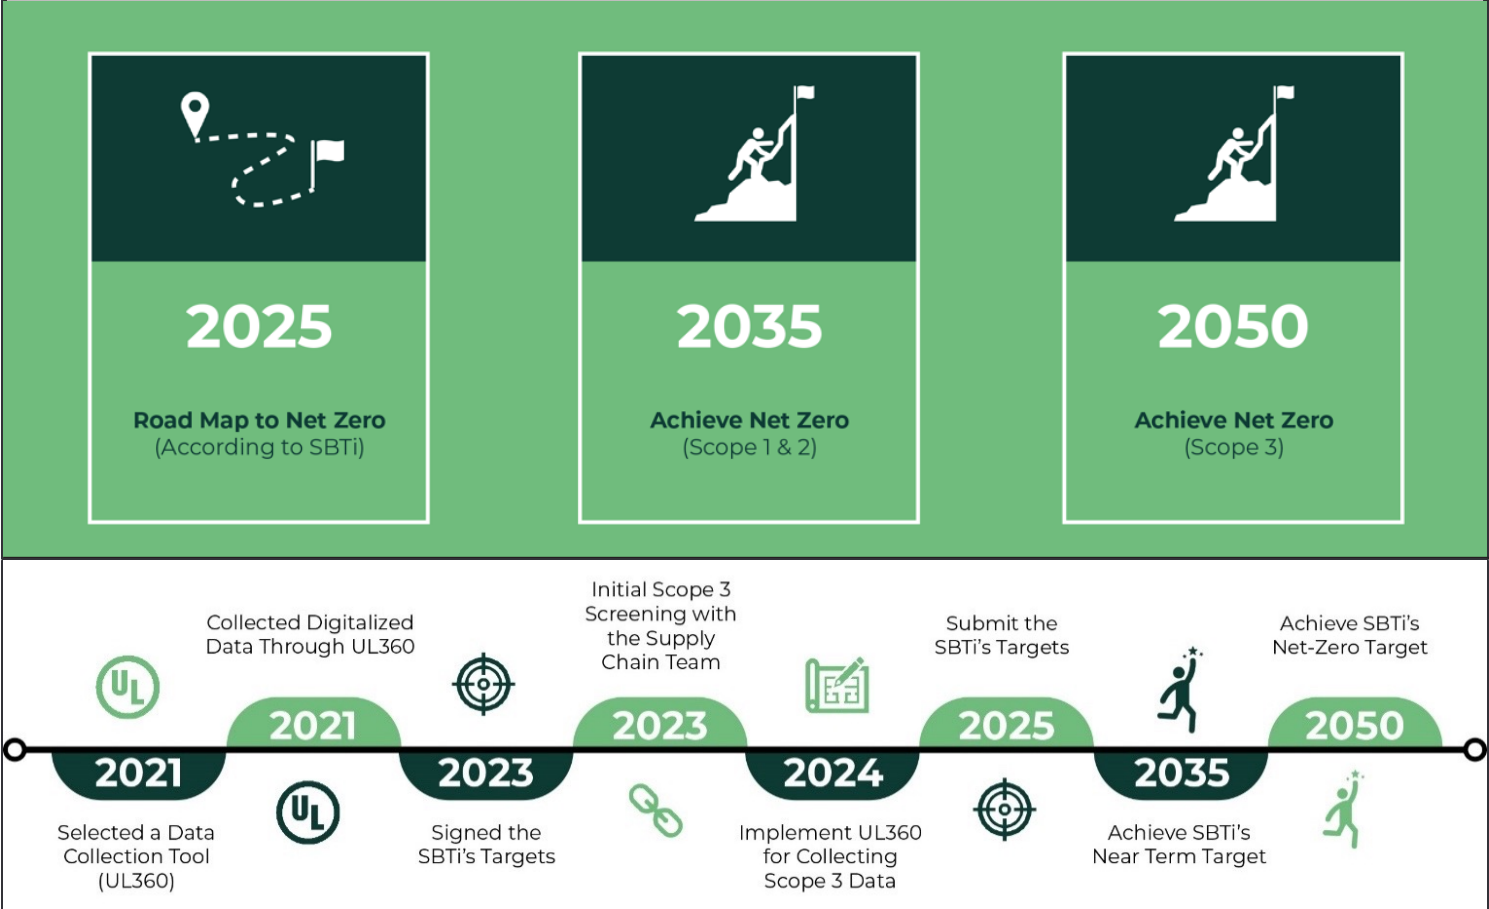 2025
Road Map to Net Zero
(According to SBTi)
2035
Achieve Net Zero
(Scope 1 & 2)
2050
Achieve Net Zero
(Scope 3)
UL
2021
Selected a Data
Collection Tool
(UL360)
Collected Digitalized
Data Through UL360
2021
UL
2023
Signed the
SBTi's Targets
Initial Scope 3
Screening with
the Supply
Chain Team
2023
2024
Implement UL360
for Collecting
Scope 3 Data
Submit the
SBTi's Targets
2025
2035
Achieve SBTi's
Near Term Target
Achieve SBTi's
Net-Zero Target
2050